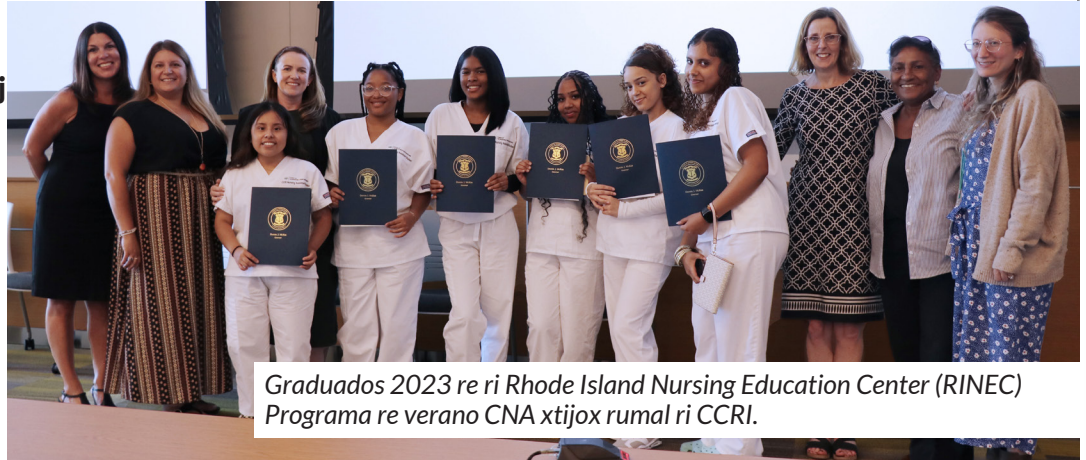 j
Graduados 2023 re ri Rhode Island Nursing Education Center (RINEC)
Programa re verano CNA xtijox rumal ri CCRI.